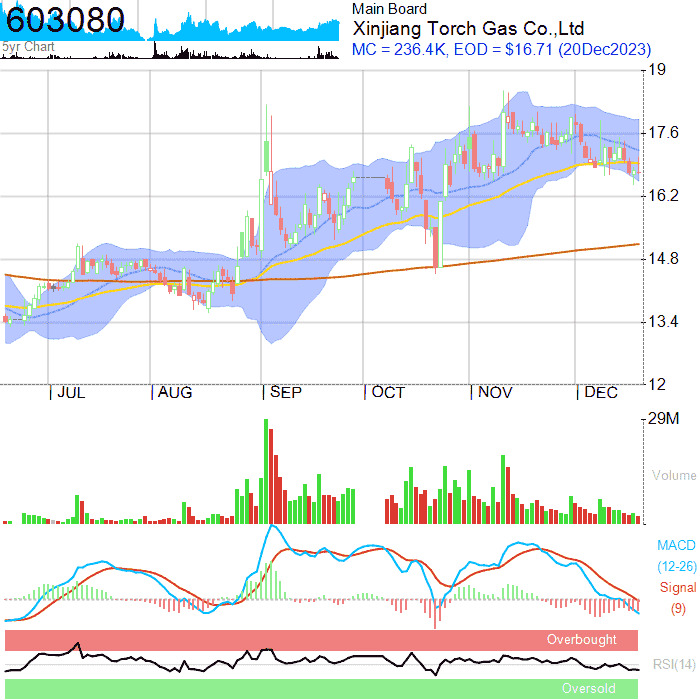 603080
5yr Chart
Main Board
Xinjiang Torch Gas Co.,Ltd
MC = 236.4K, EOD = $16.71 (20Dec2023)
19
17.6
16.2
14.8
13.4
12
JUL AUG SEP OCT NOV DEC
29M
Volume
MACD
(12-26)
Signal
(9)
Overbought
RSI(14)
Oversold